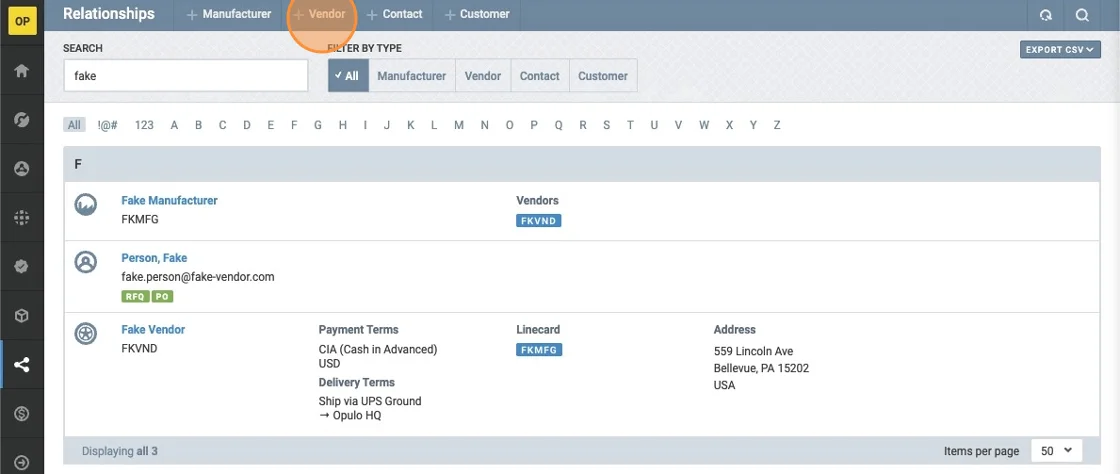 OP
Relationships
Manufacturer
Vendor
Contact
Customer
SEARCH
FILTER BY TYPE
EXPORT CSV
fake
All
Manufacturer
Vendor
Contact
Customer
All !@# 123 A B C D E F G H I J K L M N O P Q R S T U V W X Y Z
F
Fake Manufacturer
FKMFG
Vendors
FKVND
Person, Fake
fake.person@fake-vendor.com
RFQ PO
Fake Vendor
FKVND
Payment Terms
CIA (Cash in Advanced)
USD
Delivery Terms
Ship via UPS Ground
→ Opulo HQ
Linecard
FKMFG
Address
559 Lincoln Ave
Bellevue, PA 15202
USA
Displaying all 3
Items per page 50